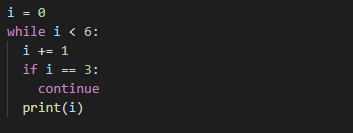 i = 0
while i < 6:
  i += 1
  if i == 3:
    continue
  print(i)